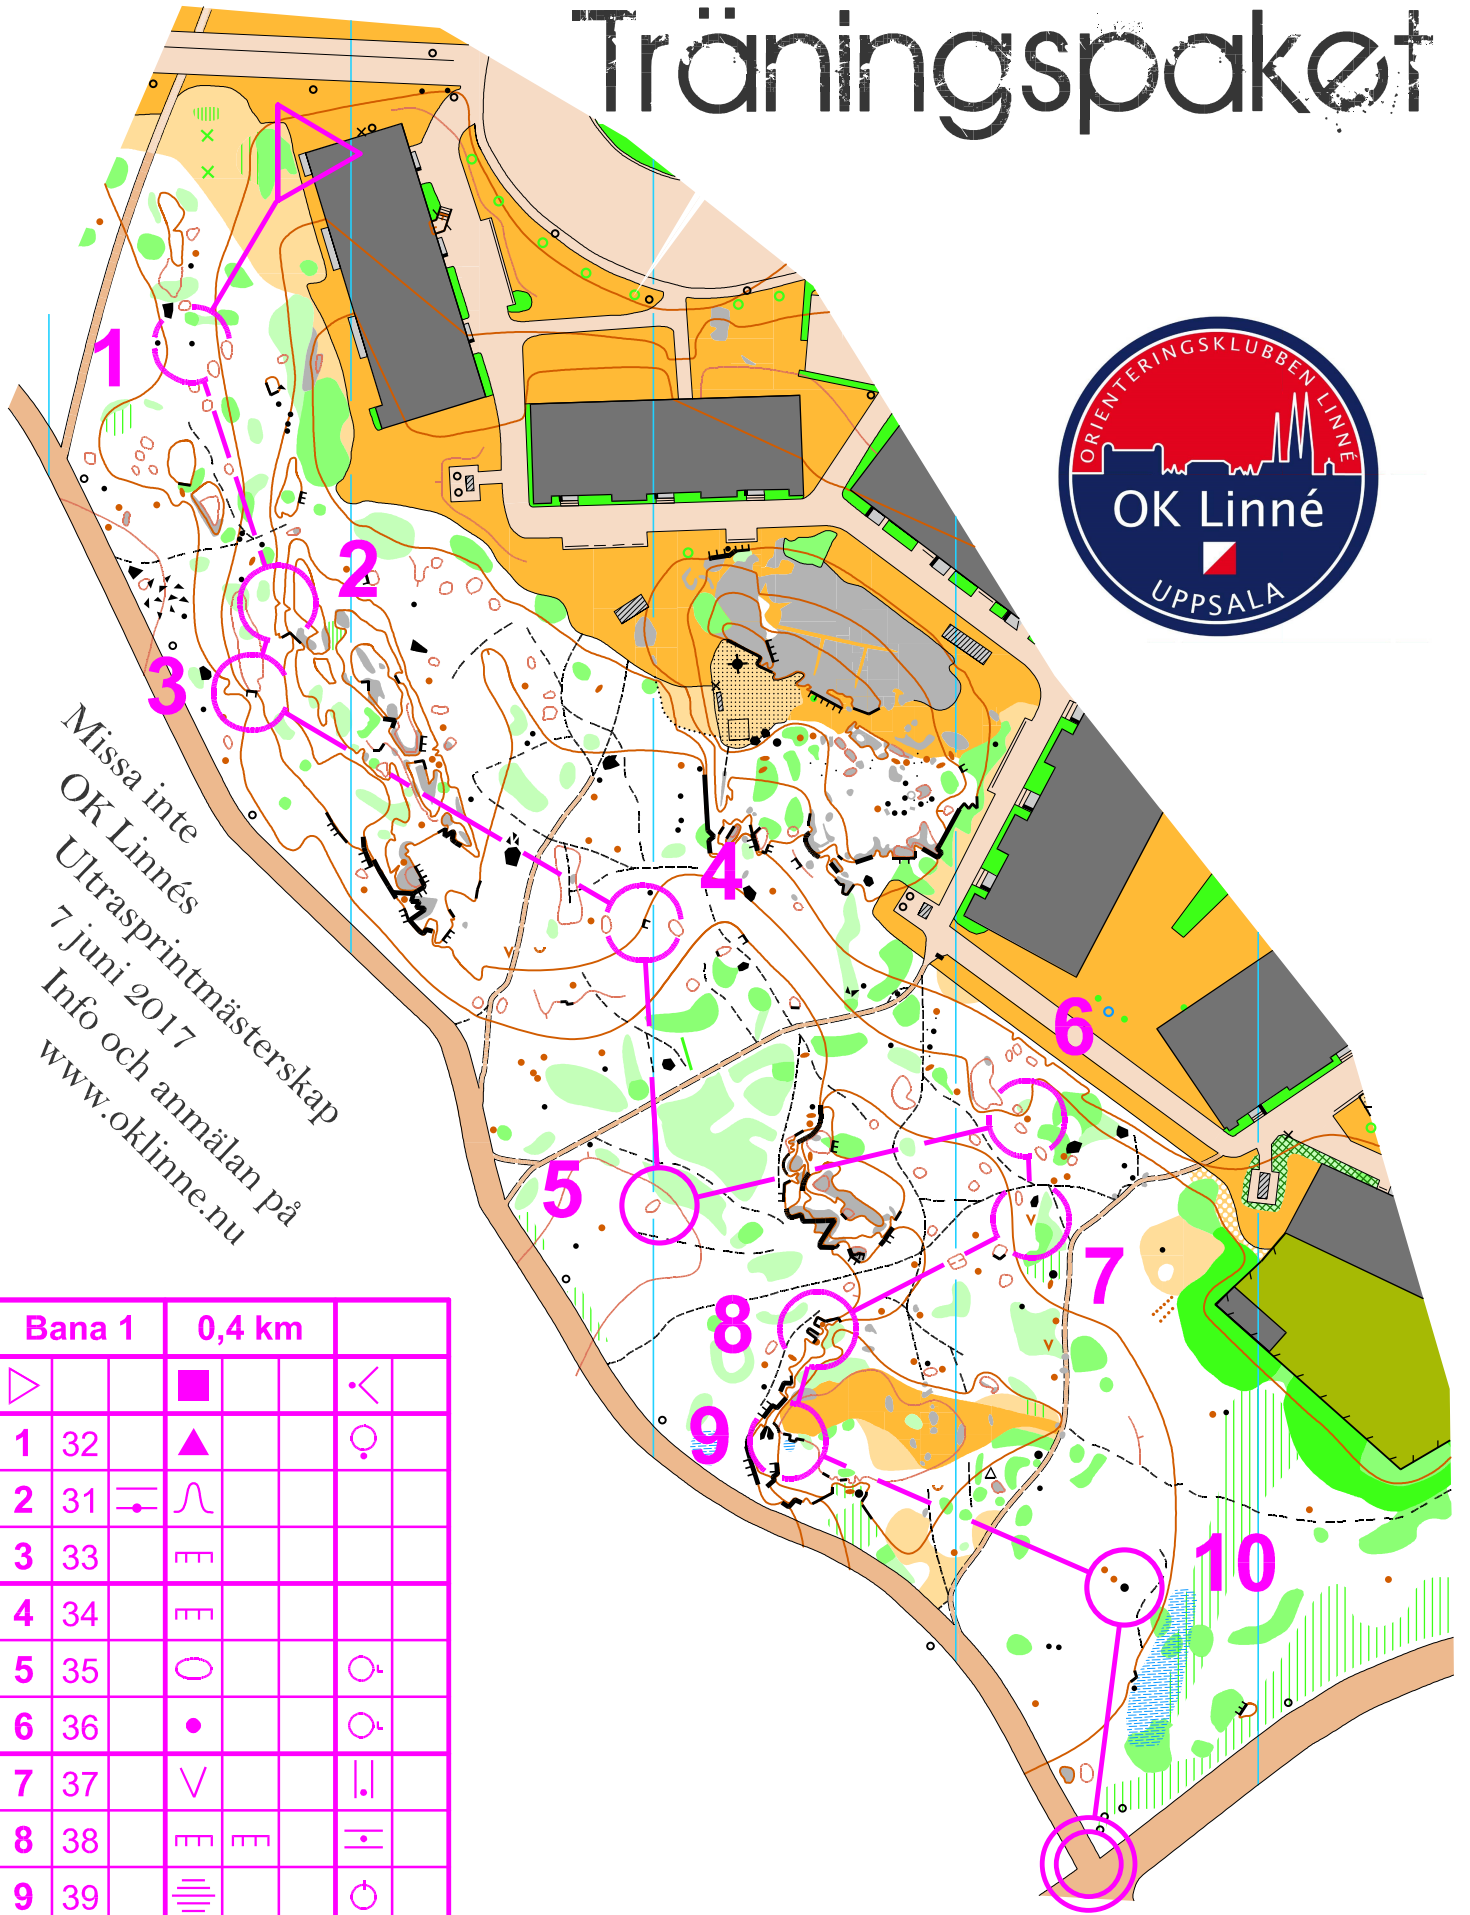 Träningspaket
ORIENTERINGSKLUBBEN LINNÉ
OK Linné
UPPSALA
1
2
3
4
5
6
7
8
9
10
Missa inte
OK Linnés
Ultrasprintmästerskap
7 juni 2017
Info och anmälan på
www.oklinne.nu
Bana 1 0,4 km
1 32
2 31
3 33
4 34
5 35
6 36
7 37
8 38
9 39